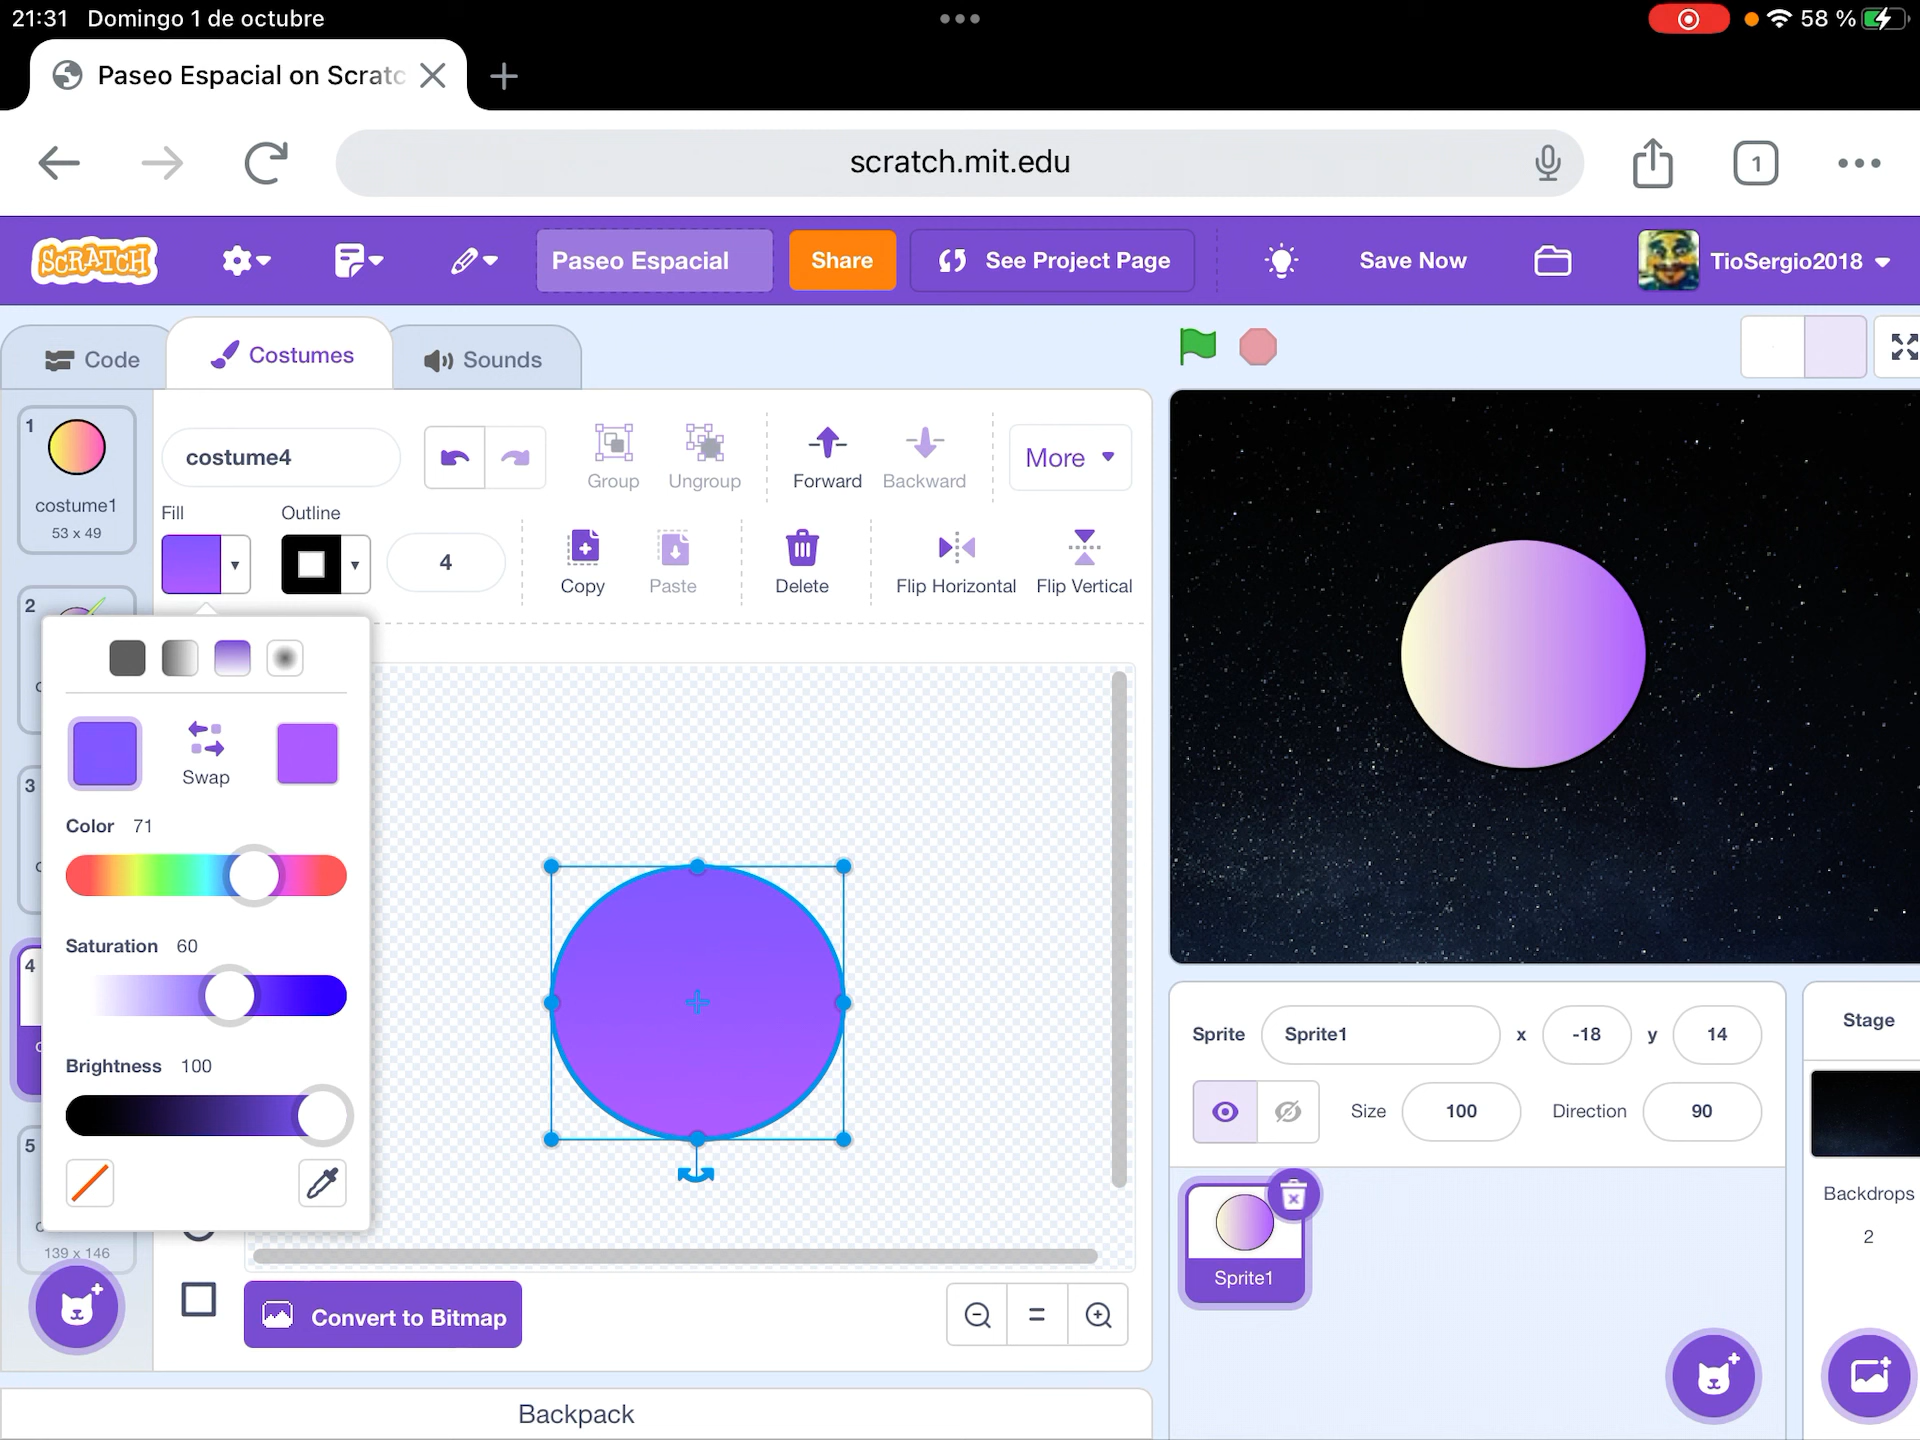 21:31 Domingo 1 de octubre
58 %
Paseo Espacial on Scratc
scratch.mit.edu
1
SCRATCH
Paseo Espacial
Share
See Project Page
Save Now
TioSergio2018
Code
Costumes
Sounds
1
costume1
53 x 49
costume4
Group
Ungroup
Forward
Backward
More
Fill
Outline
4
Copy
Paste
Delete
Flip Horizontal
Flip Vertical
2
3
4
5
139 x 146
Swap
Color 71
Saturation 60
Brightness 100
Convert to Bitmap
Backpack
Sprite Sprite1 x -18 y 14
Size 100 Direction 90
Sprite1
Stage
Backdrops
2